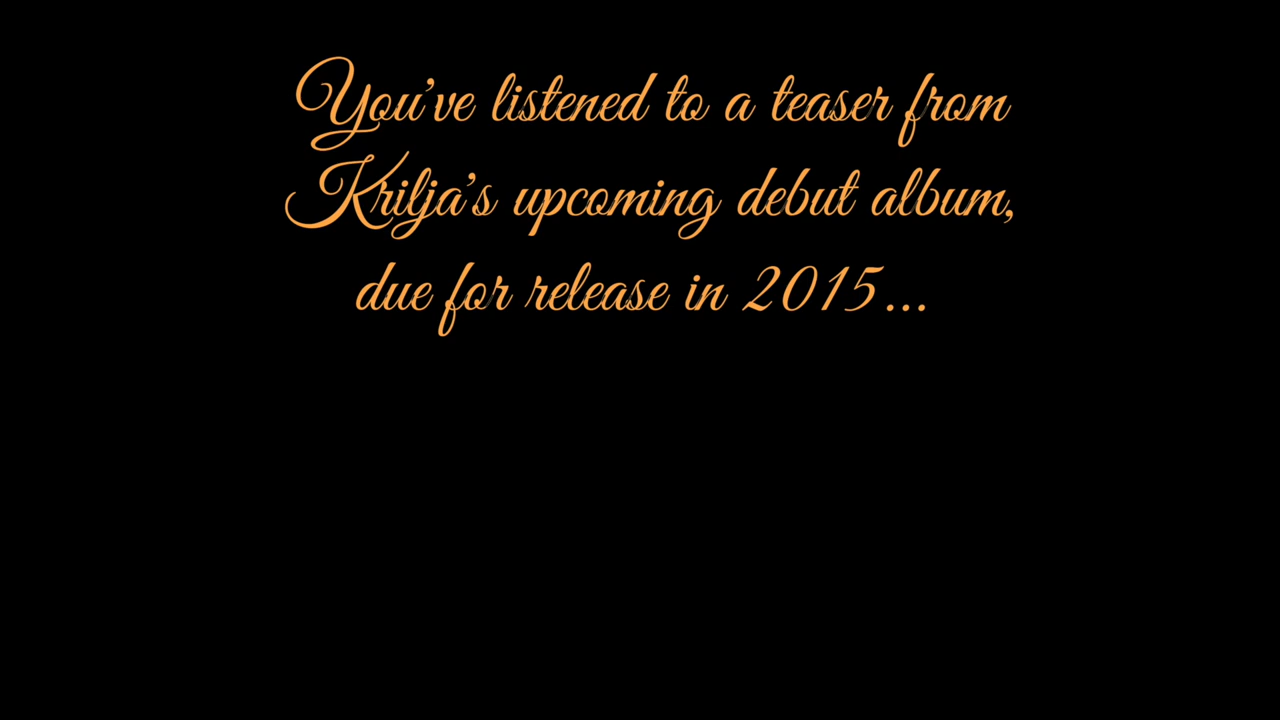 You've listened to a teaser from
Krilja's upcoming debut album,
due for release in 2015...